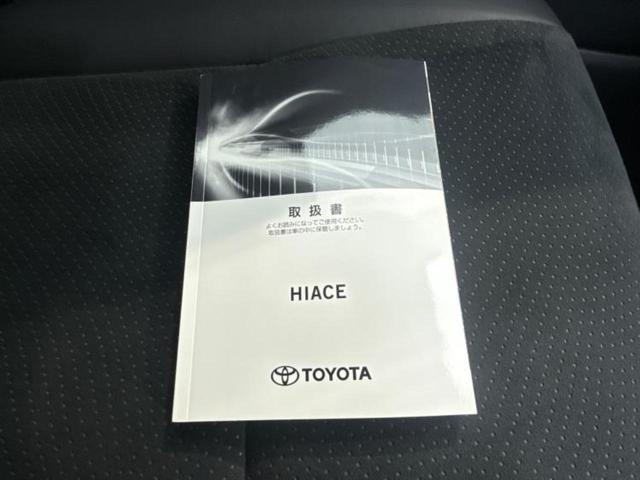 取扱書
よくお読みになってご使用ください。
取扱書は車の中に保管しましょう。
HIACE
TOYOTA